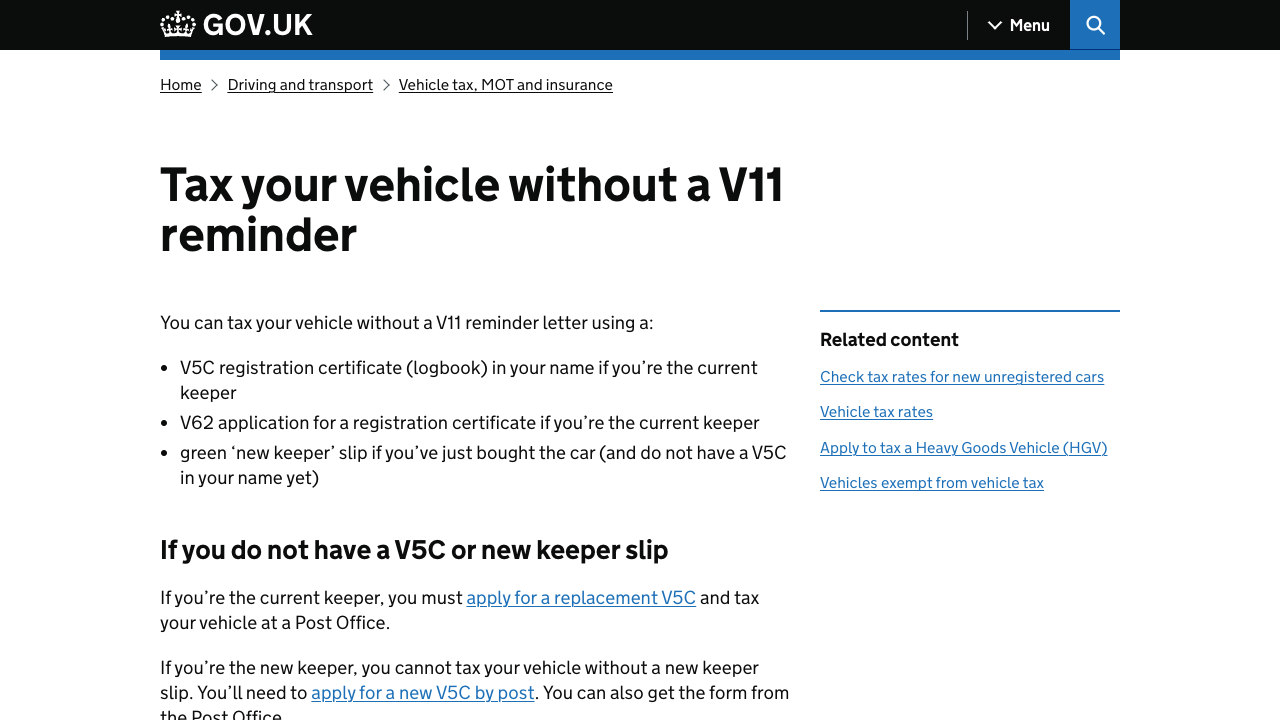 GOV.UK
Menu
Home
Driving and transport
Vehicle tax, MOT and insurance
Tax your vehicle without a V11
reminder
You can tax your vehicle without a V11 reminder letter using a:
V5C registration certificate (logbook) in your name if you’re the current
keeper
V62 application for a registration certificate if you’re the current keeper
green ‘new keeper’ slip if you’ve just bought the car (and do not have a V5C
in your name yet)
If you do not have a V5C or new keeper slip
If you’re the current keeper, you must apply for a replacement V5C and tax
your vehicle at a Post Office.
If you’re the new keeper, you cannot tax your vehicle without a new keeper
slip. You’ll need to apply for a new V5C by post. You can also get the form from
the Post Office.
Related content
Check tax rates for new unregistered cars
Vehicle tax rates
Apply to tax a Heavy Goods Vehicle (HGV)
Vehicles exempt from vehicle tax